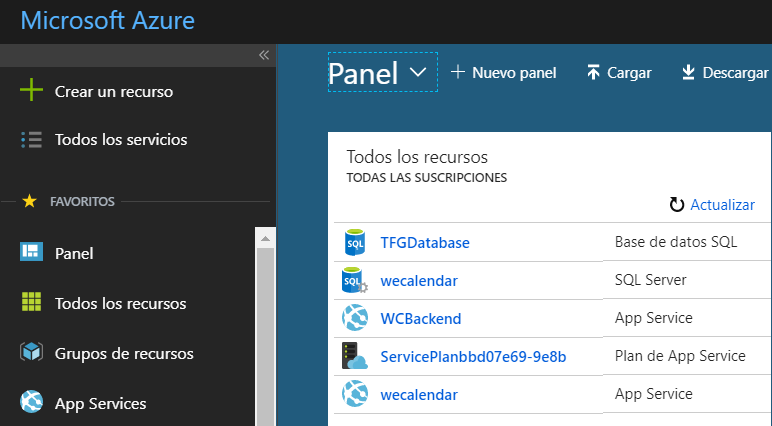 Microsoft Azure
«
Crear un recurso
Todos los servicios
FAVORITOS
Panel
Todos los recursos
Grupos de recursos
App Services
Panel
Nuevo panel
Cargar
Descargar
Todos los recursos
TODAS LAS SUSCRIPCIONES
Actualizar
SQL TFGDatabase Base de datos SQL
SQL wecalendar SQL Server
WCBackend App Service
ServicePlanbbd07e69-9e8b Plan de App Service
wecalendar App Service